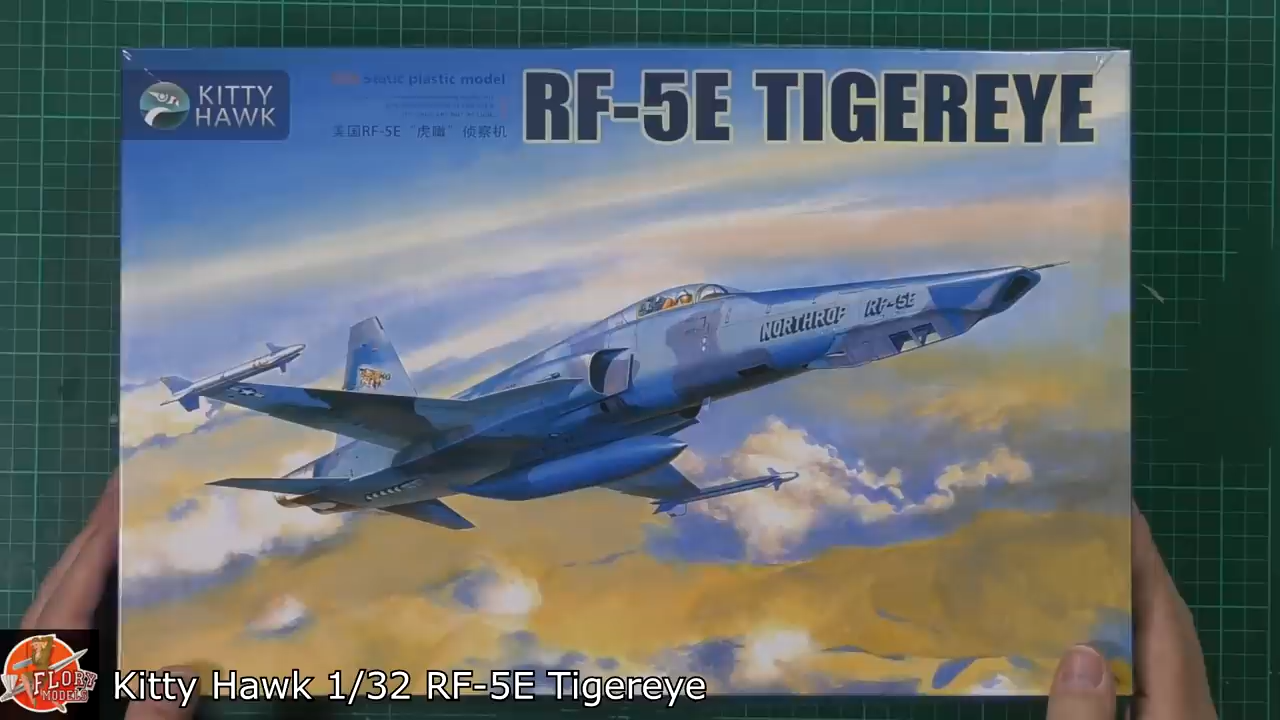 KITTY
HAWK
Static plastic model
美国RF-5E "虎瞰" 侦察机
RF-5E TIGEREYE
NORTHROP RF-5E
FLORY
MODELS
Kitty Hawk 1/32 RF-5E Tigereye